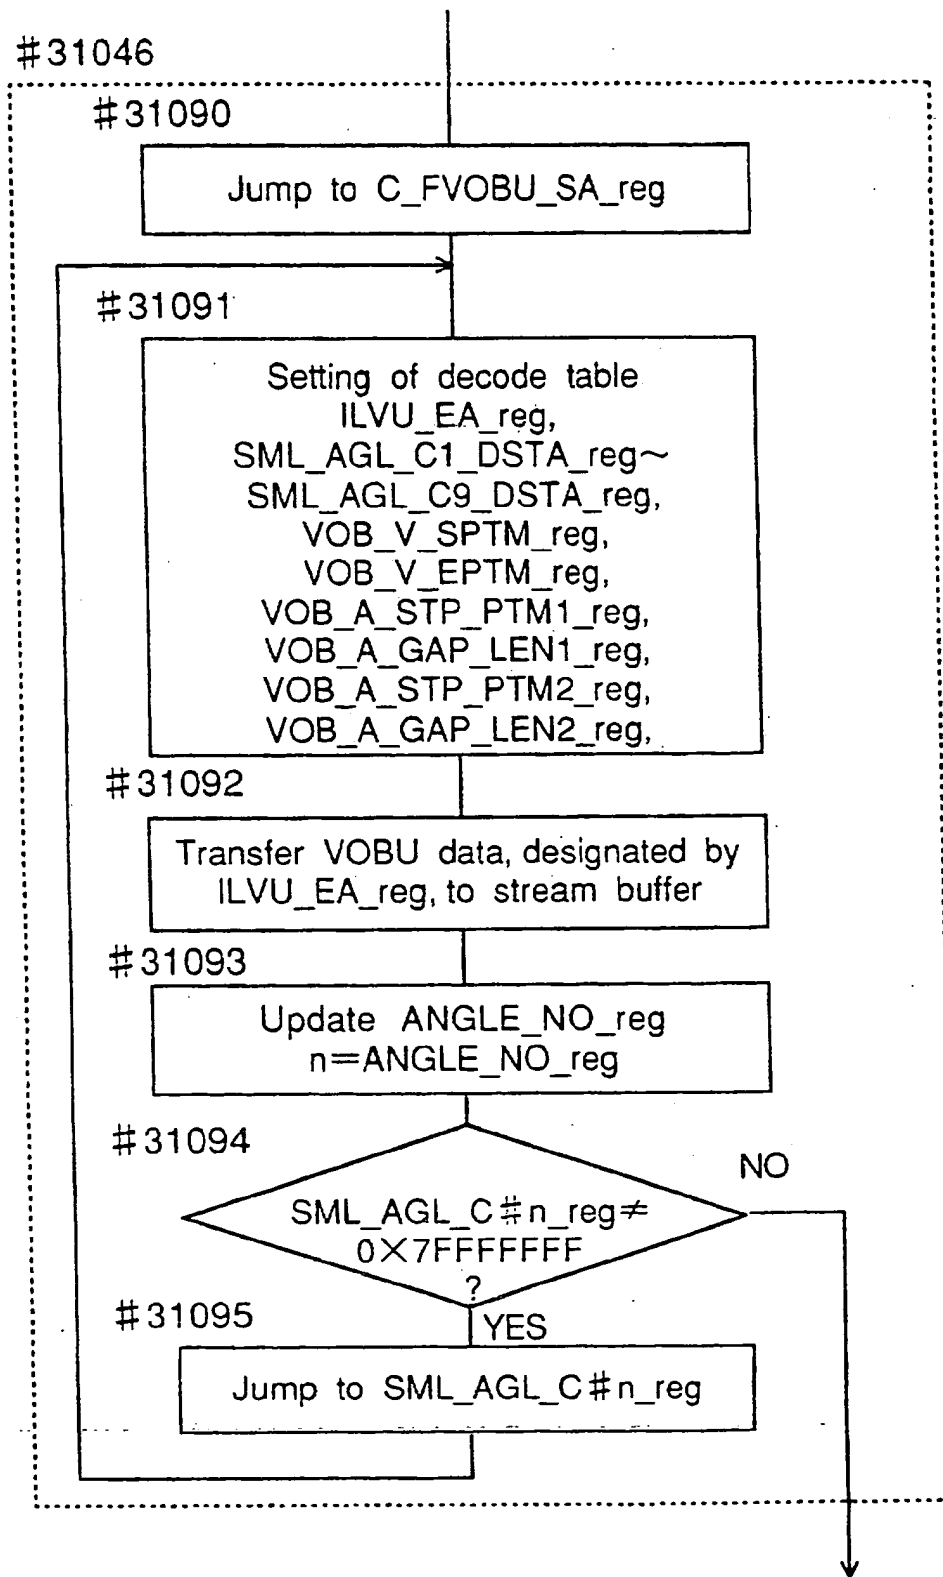 #31046
#31090
Jump to C_FVOBU_SA_reg
#31091
Setting of decode table
ILVU_EA_reg,
SML_AGL_C1_DSTA_reg~
SML_AGL_C9_DSTA_reg,
VOB_V_SPTM_reg,
VOB_V_EPTM_reg,
VOB_A_STP_PTM1_reg,
VOB_A_GAP_LEN1_reg,
VOB_A_STP_PTM2_reg,
VOB_A_GAP_LEN2_reg,
#31092
Transfer VOBU data, designated by
ILVU_EA_reg, to stream buffer
#31093
Update ANGLE_NO_reg
n=ANGLE_NO_reg
#31094
NO
SML_AGL_C#n_reg≠
0×7FFFFFFF
?
#31095
YES
Jump to SML_AGL_C#n_reg